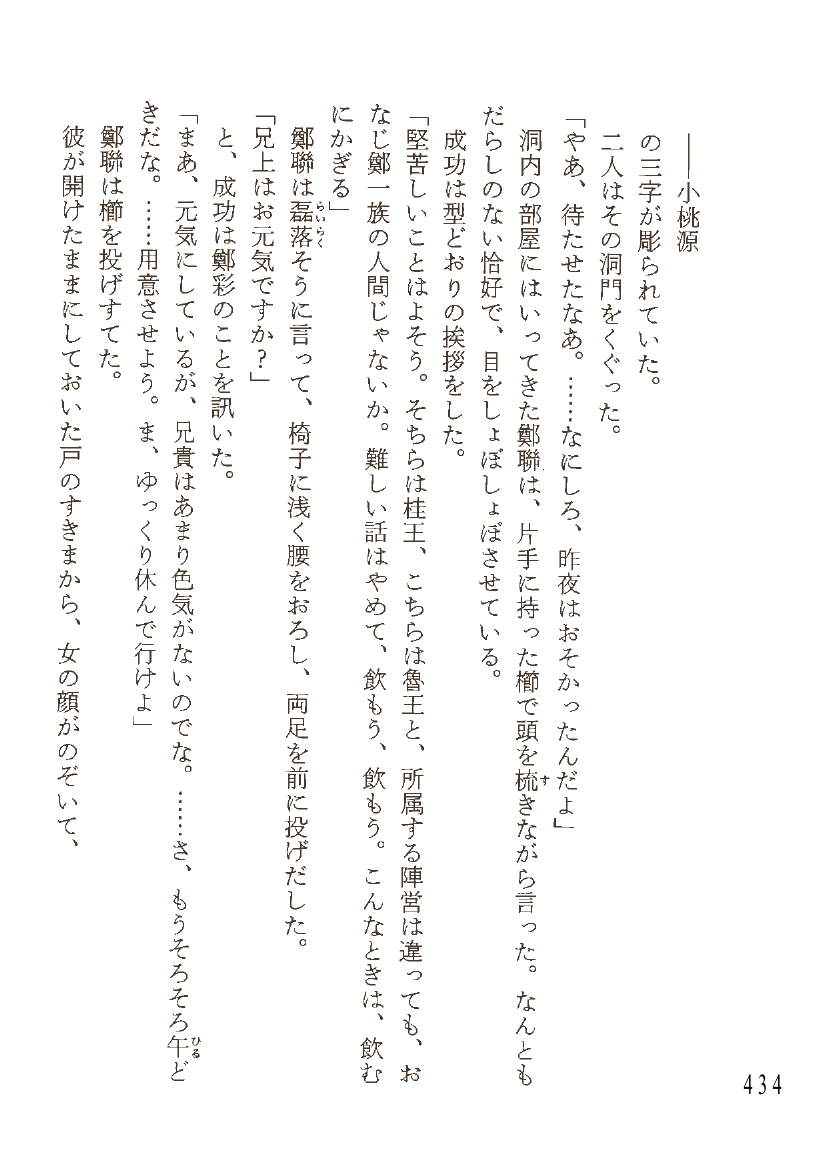 ――小桃源
の三字が彫られていた。
二人はその洞門をくぐった。
「やあ、待たせたなあ。……なにしろ、昨夜はおそかったんだよ」
洞内の部屋にはいってきた鄭聯は、片手に持った櫛で頭を梳きながら言った。なんとも
だらしのない恰好で、目をしょぼしょぼさせている。
成功は型どおりの挨拶をした。
「堅苦しいことはよそう。そちらは桂王、こちらは魯王と、所属する陣営は違っても、お
なじ鄭一族の人間じゃないか。難しい話はやめて、飲もう、飲もう。こんなときは、飲む
にかぎる」
鄭聯は磊落そうに言って、椅子に浅く腰をおろし、両足を前に投げだした。
「兄上はお元気ですか?」
と、成功は鄭彩のことを訊いた。
「まあ、元気にしているが、兄貴はあまり色気がないのでな。……さ、もうそろそろ午ど
きだな。……用意させよう。ま、ゆっくり休んで行けよ」
鄭聯は櫛を投げすてた。
彼が開けたままにしておいた戸のすきまから、女の顔がのぞいて、
434